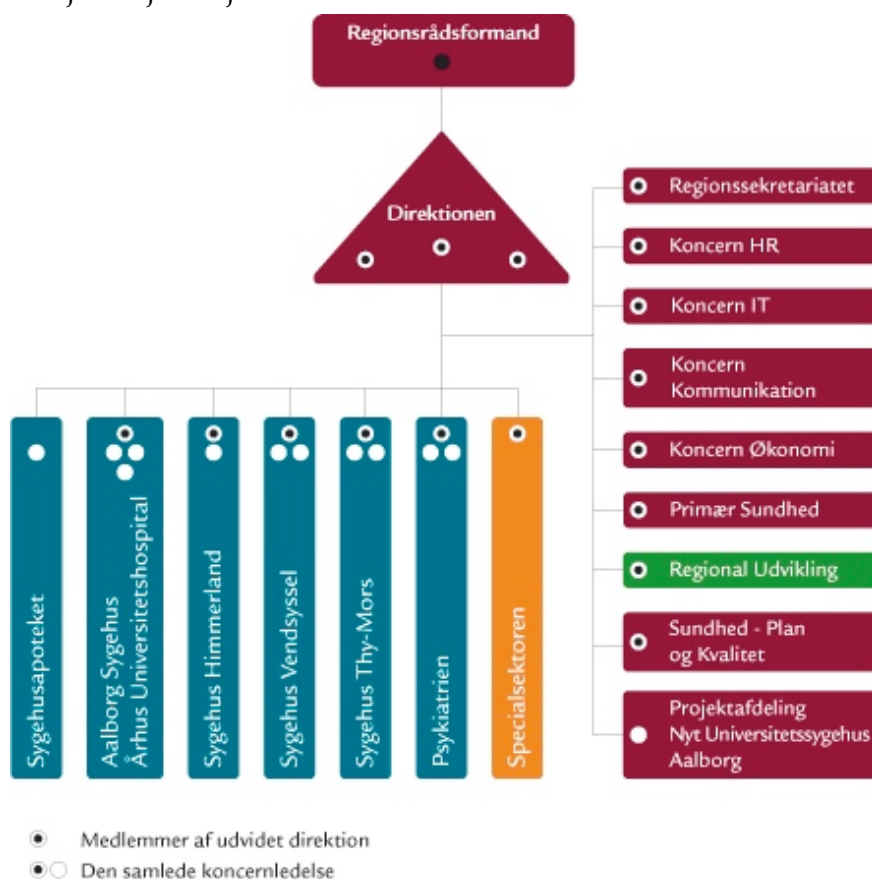 Regionsrådsformand
Direktionen
Regionssekretariatet
Koncern HR
Koncern IT
Koncern
Kommunikation
Koncern Økonomi
Primær Sundhed
Regional Udvikling
Sundhed - Plan
og Kvalitet
Projektafdeling
Nyt Universitetssygehus
Aalborg
Sygehusapoteket
Aalborg Sygehus
Århus Universitetshospital
Sygehus Himmerland
Sygehus Vendsyssel
Sygehus Thy-Mors
Psykiatrien
Specialsektoren
Medlemmer af udvidet direktion
Den samlede koncernledelse